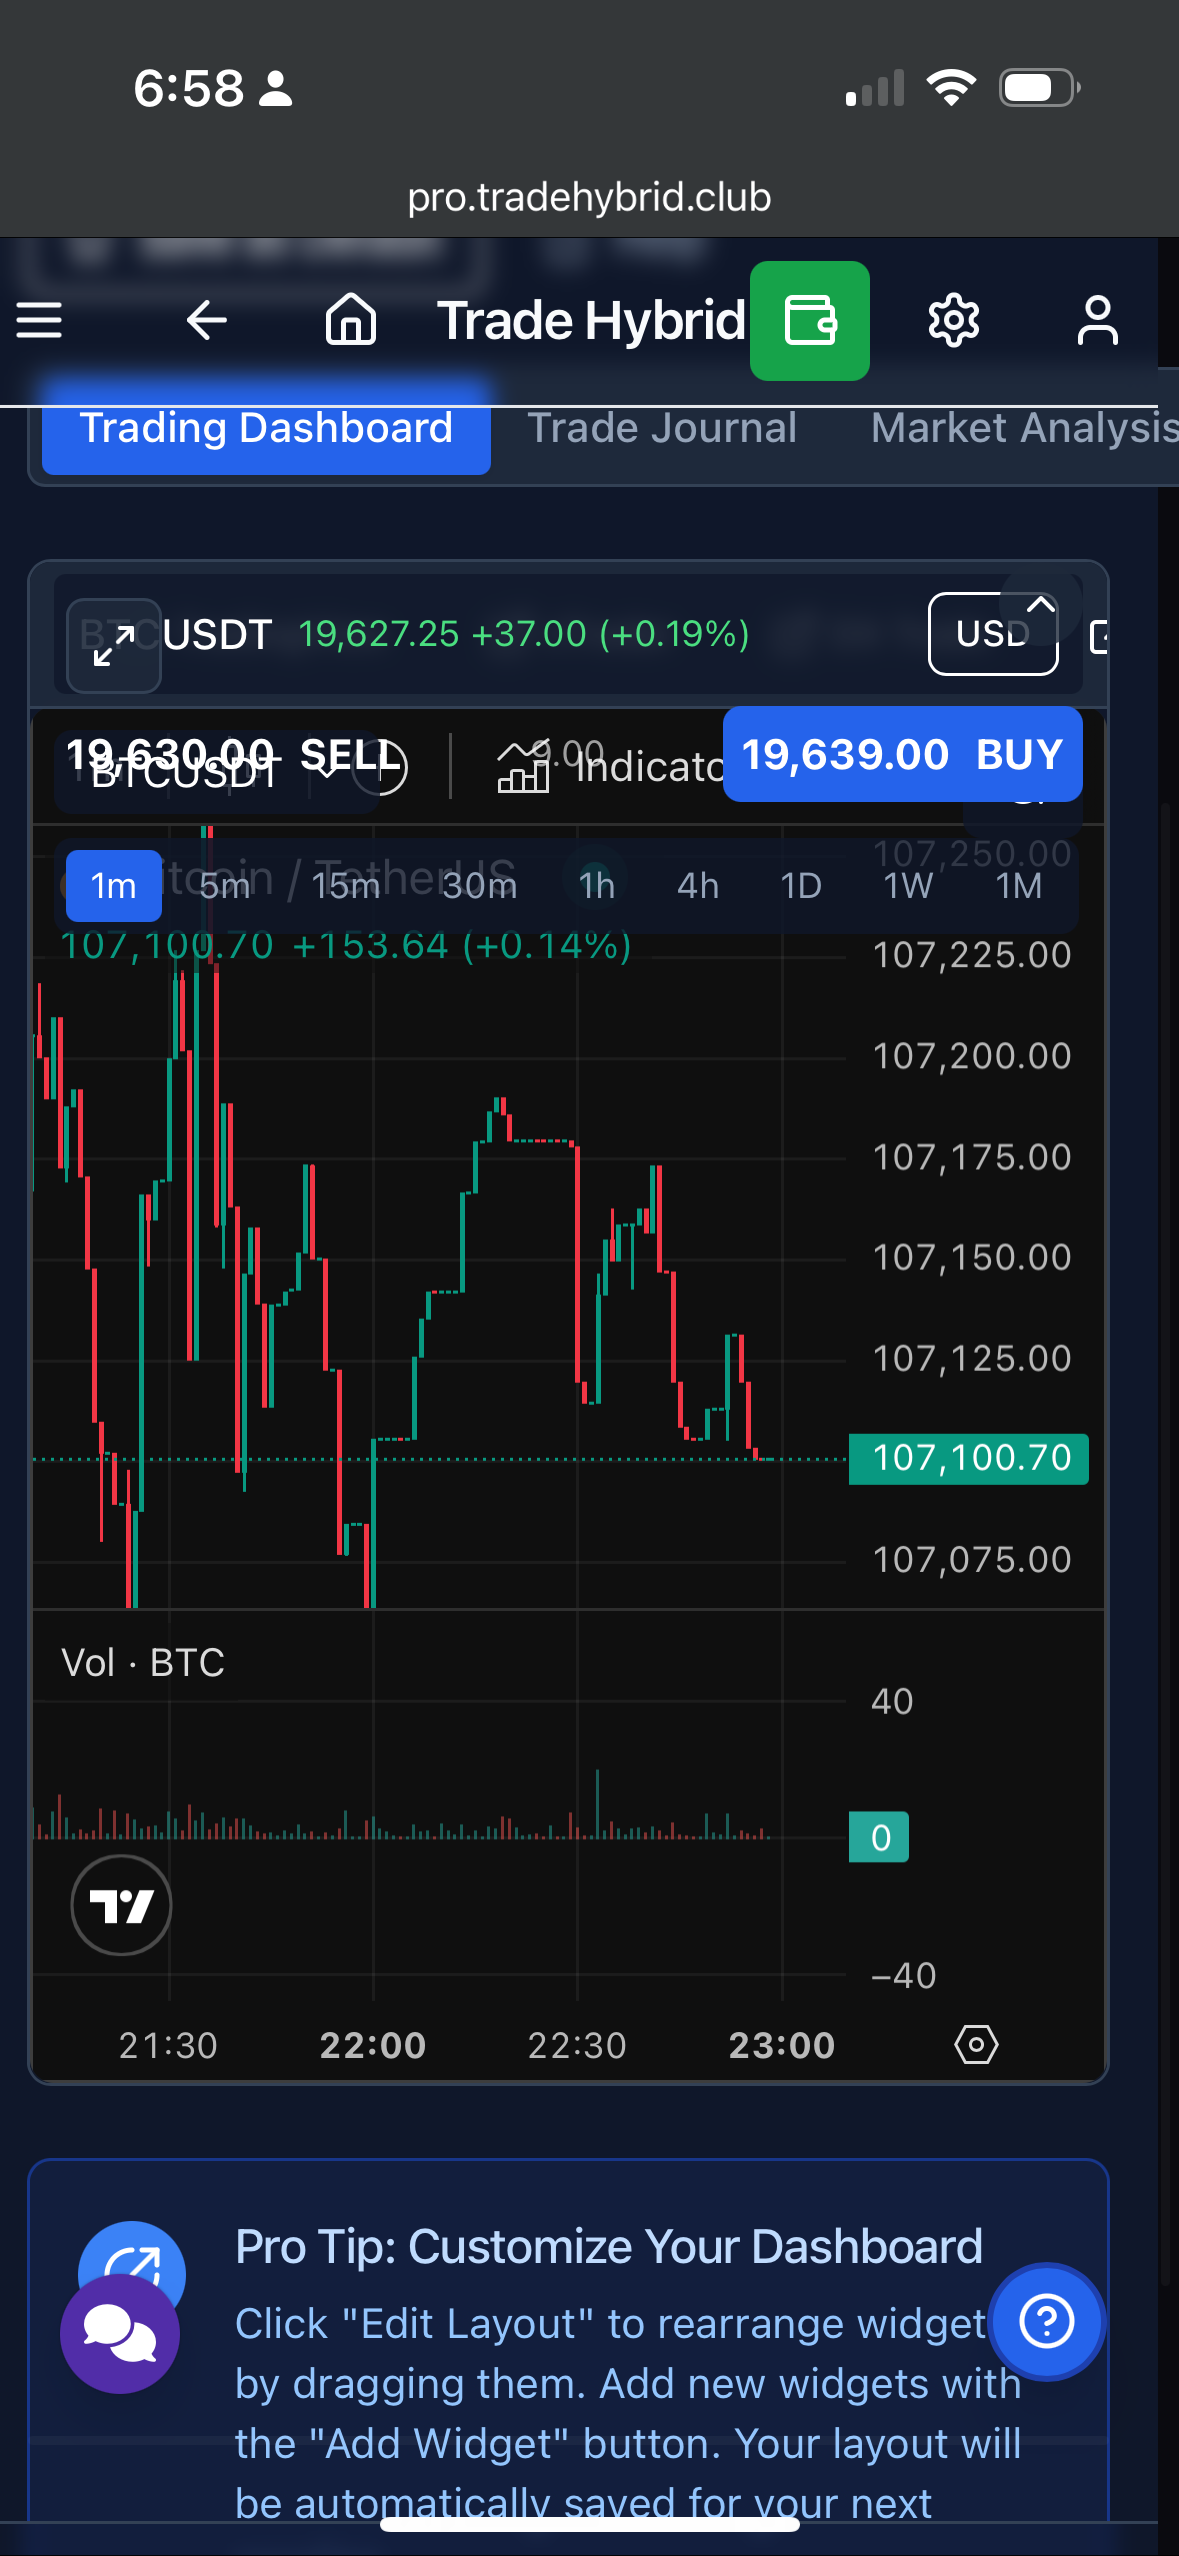 6:58
pro.tradehybrid.club
Trade Hybrid
Trading Dashboard Trade Journal Market Analysis
BTCUSDT 19,627.25 +37.00 (+0.19%) USD
19,630.00 SELL 9.00 19,639.00 BUY
BTCUSDT Indicato
Bitcoin / TetherUS 107,250.00
1m 5m 15m 30m 1h 4h 1D 1W 1M
107,100.70 +153.64 (+0.14%)
107,225.00
107,200.00
107,175.00
107,150.00
107,125.00
107,100.70
107,075.00
Vol · BTC
40
0
−40
21:30 22:00 22:30 23:00
Pro Tip: Customize Your Dashboard
Click "Edit Layout" to rearrange widget
by dragging them. Add new widgets with
the "Add Widget" button. Your layout will
be automatically saved for your next